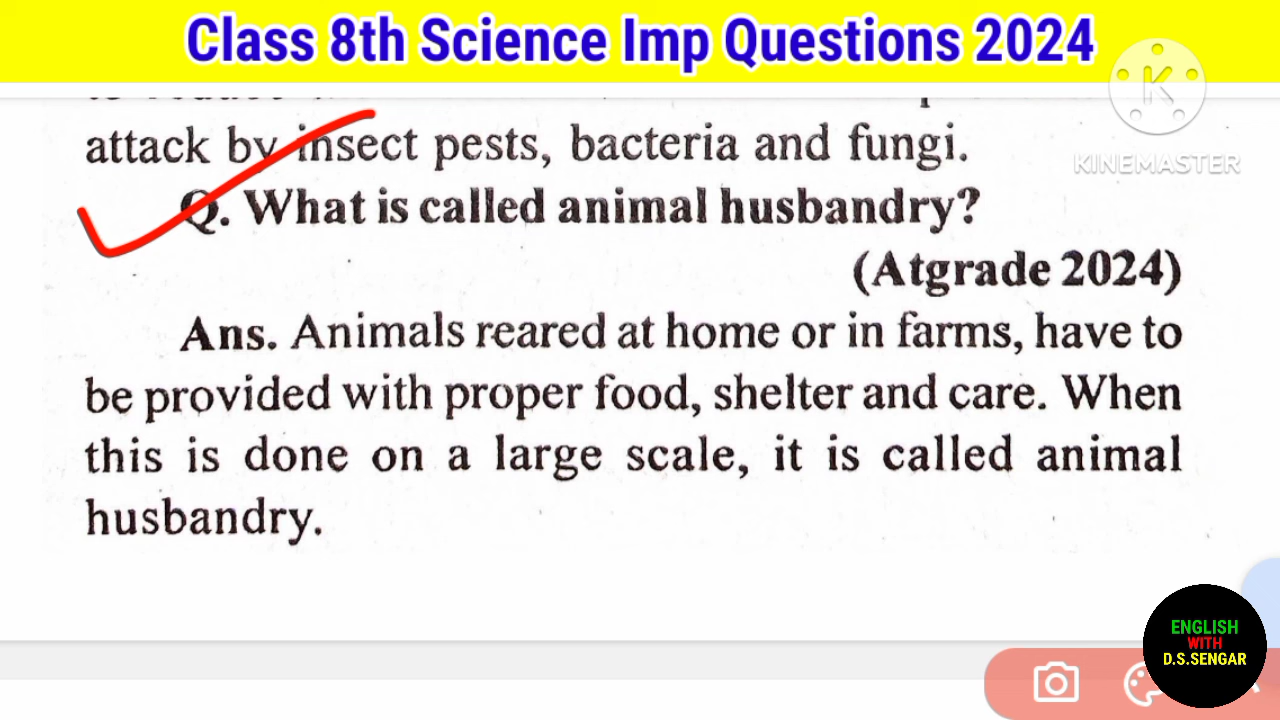 Class 8th Science Imp Questions 2024
attack by insect pests, bacteria and fungi.
Q. What is called animal husbandry?
(Atgrade 2024)
Ans. Animals reared at home or in farms, have to
be provided with proper food, shelter and care. When
this is done on a large scale, it is called animal
husbandry.
K
KINEMASTER
ENGLISH
WITH
D.S.SENGAR